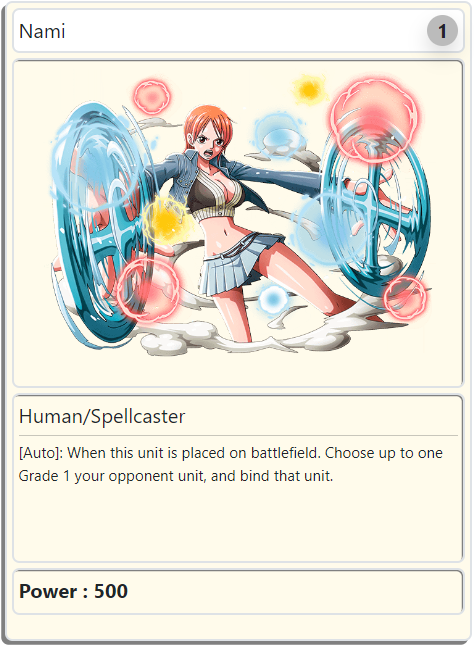 Nami
1
Human/Spellcaster
[Auto]: When this unit is placed on battlefield. Choose up to one
Grade 1 your opponent unit, and bind that unit.
Power : 500